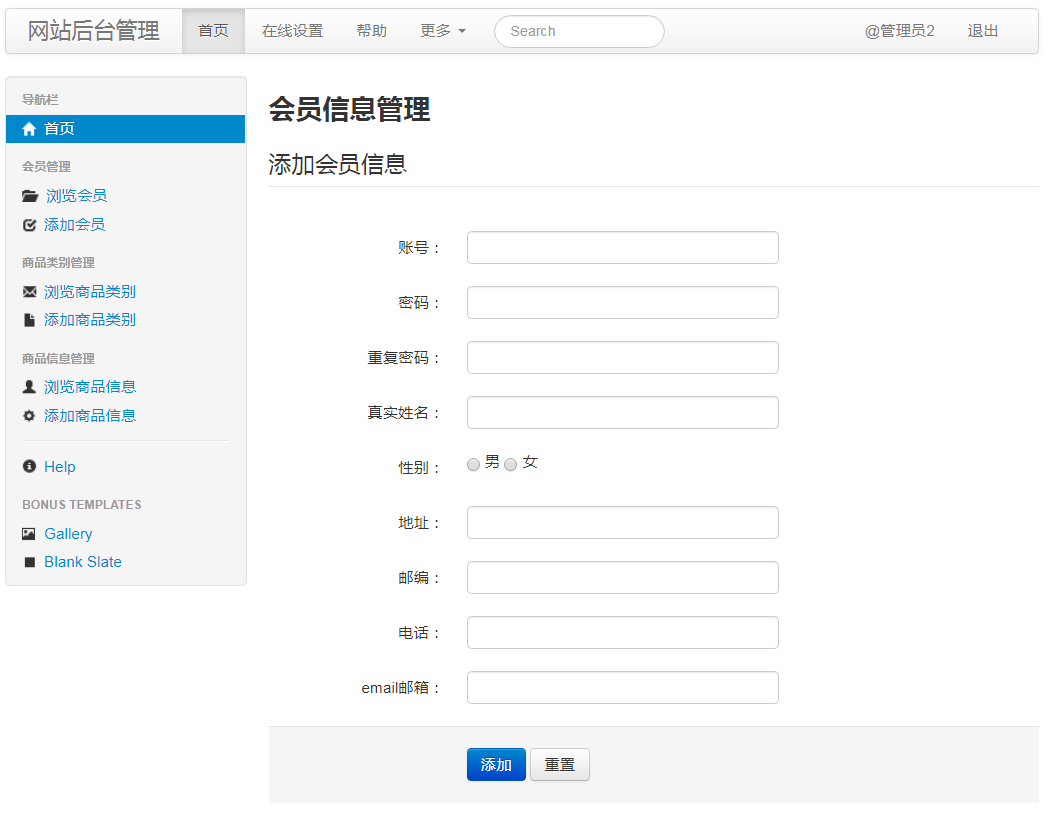 网站后台管理 首页 在线设置 帮助 更多 Search @管理员2 退出
导航栏
首页
会员管理
浏览会员
添加会员
商品类别管理
浏览商品类别
添加商品类别
商品信息管理
浏览商品信息
添加商品信息
Help
BONUS TEMPLATES
Gallery
Blank Slate
会员信息管理
添加会员信息
账号：
密码：
重复密码：
真实姓名：
性别： 男 女
地址：
邮编：
电话：
email邮箱：
添加 重置